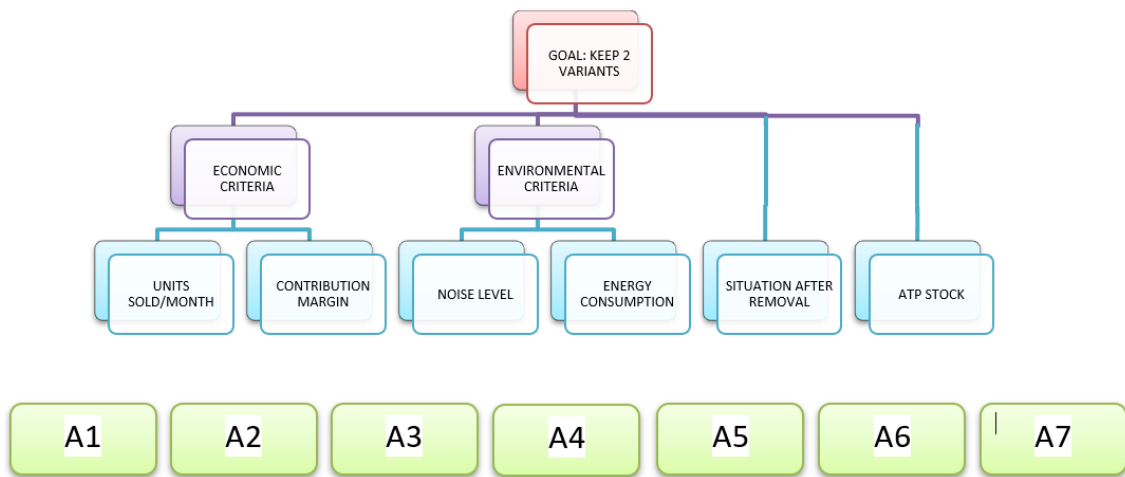 GOAL: KEEP 2
VARIANTS
ECONOMIC
CRITERIA
ENVIRONMENTAL
CRITERIA
UNITS
SOLD/MONTH
CONTRIBUTION
MARGIN
NOISE LEVEL
ENERGY
CONSUMPTION
SITUATION AFTER
REMOVAL
ATP STOCK
A1
A2
A3
A4
A5
A6
A7